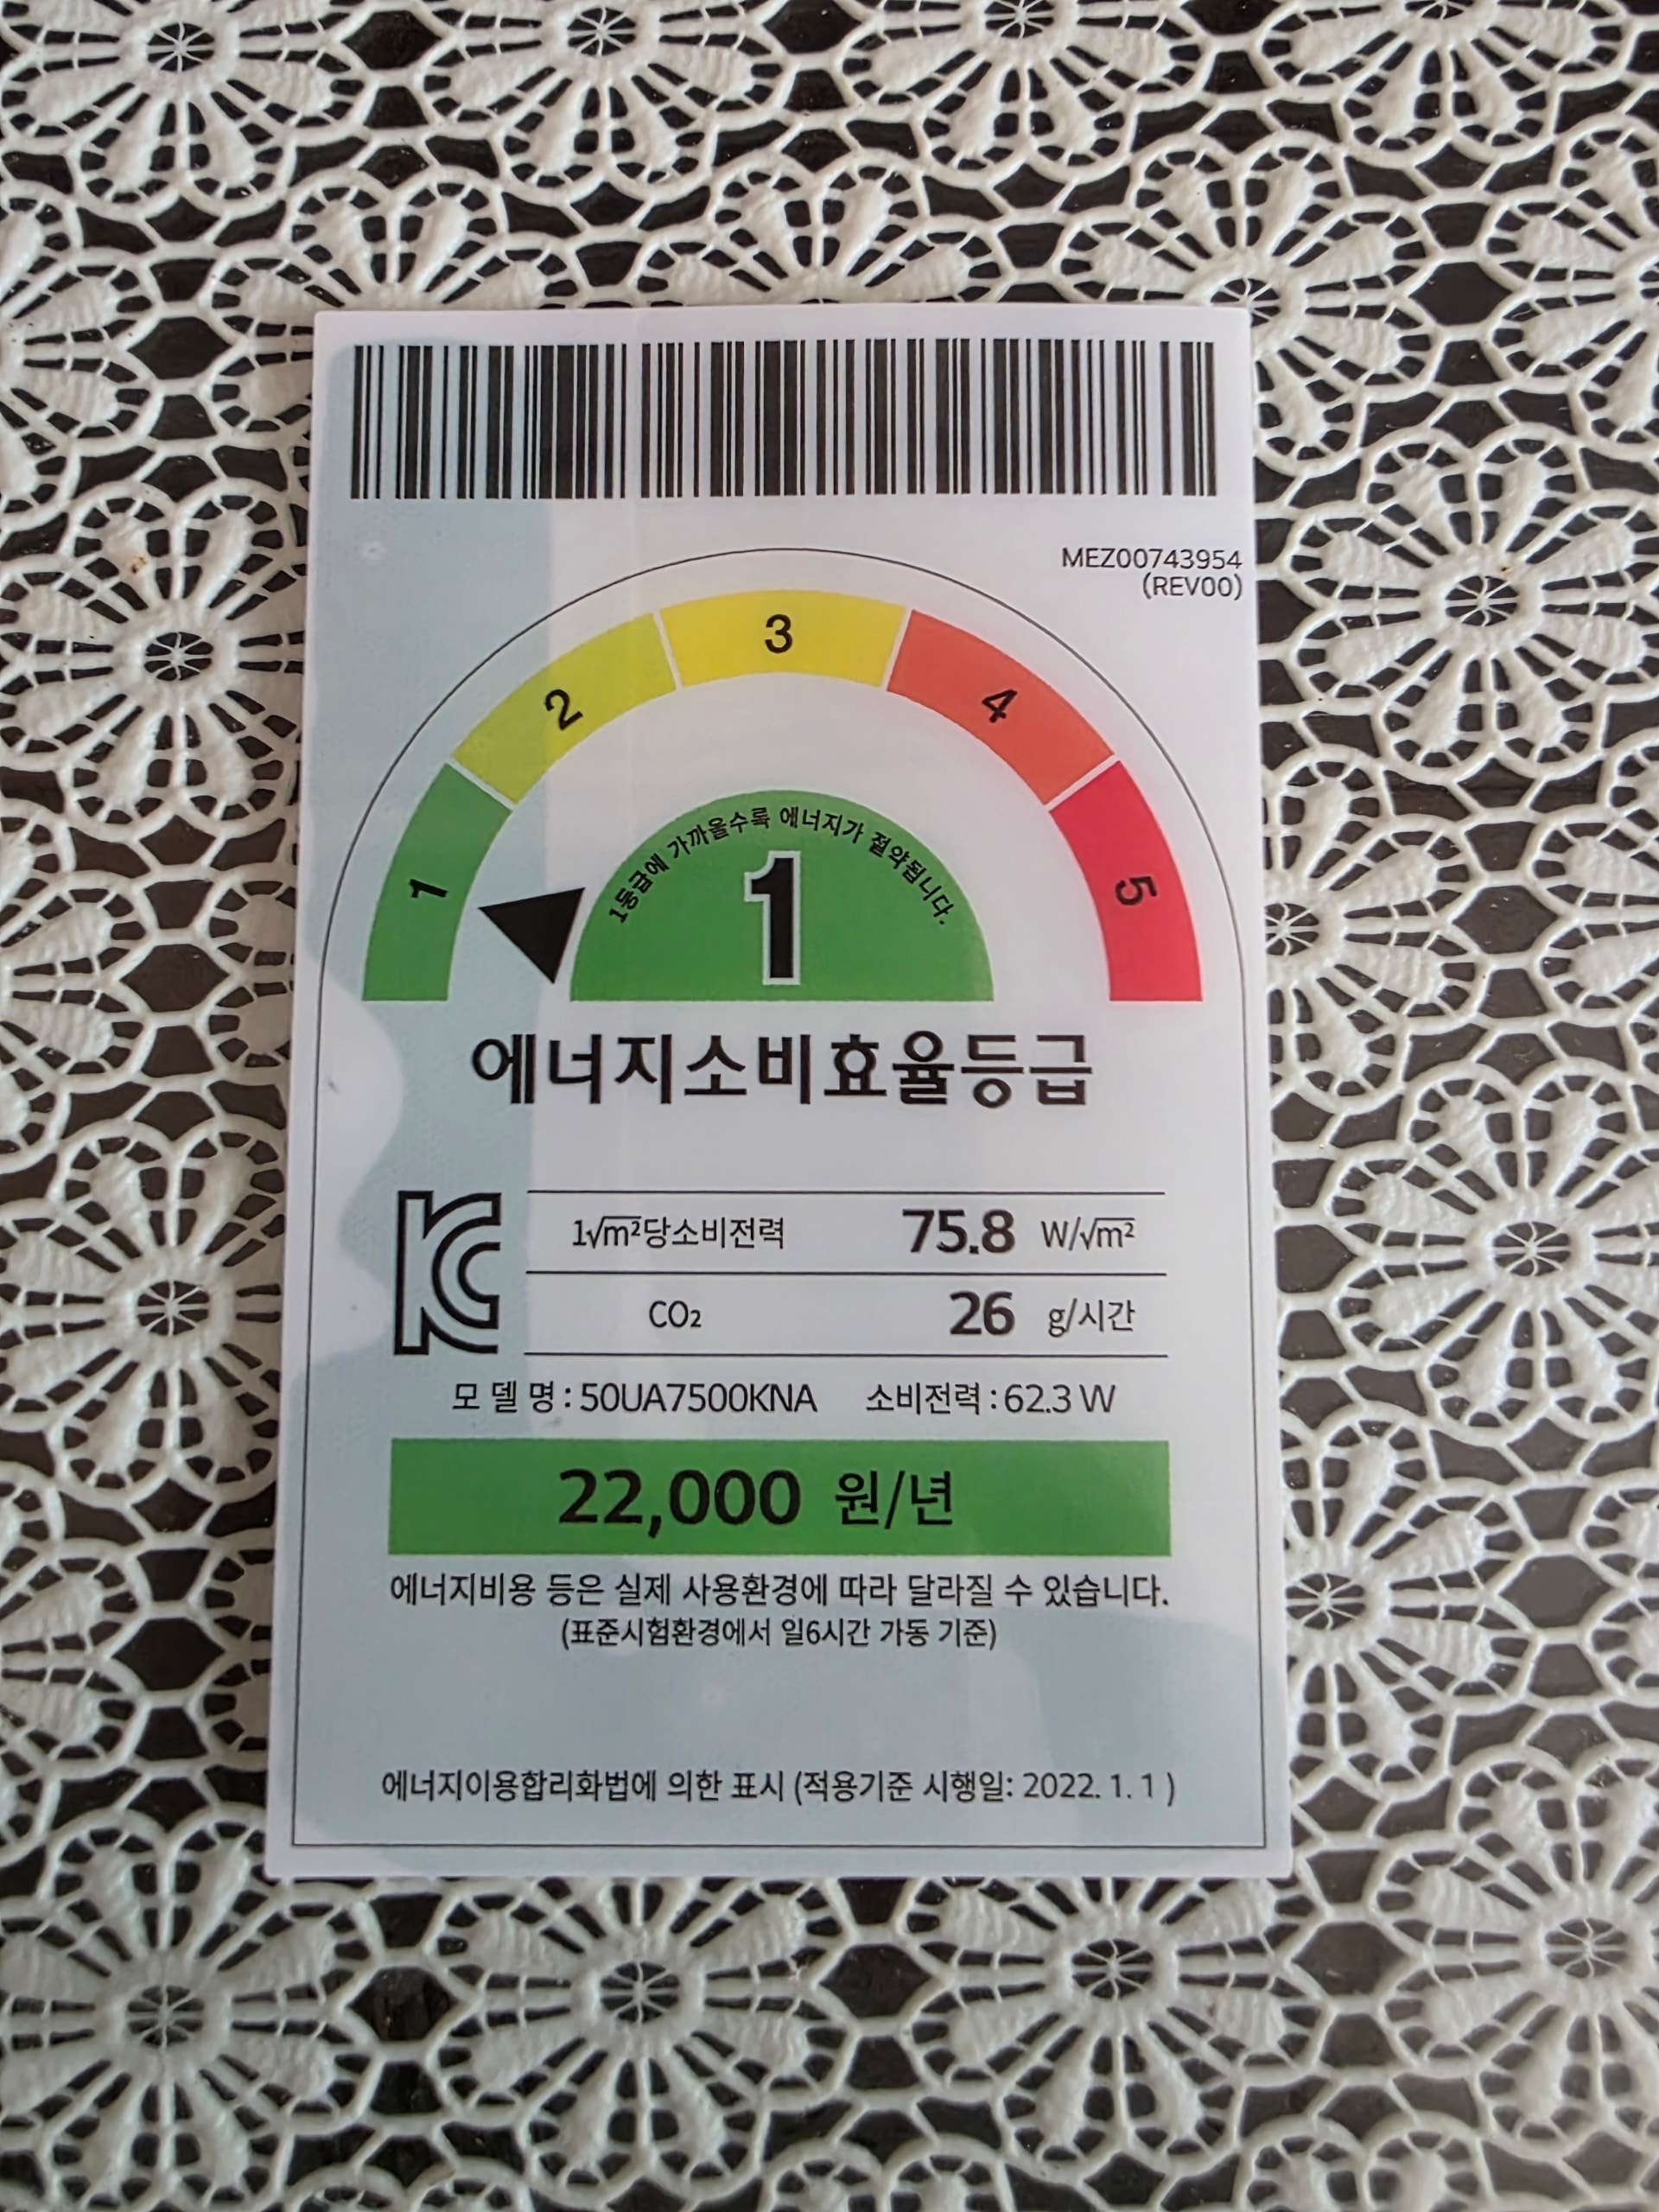 MEZ00743954
(REV00)
3
2
4
1
5
1등급에 가까울수록 에너지가 절약됩니다.
1
에너지소비효율등급
KC
1√m²당소비전력 75.8 W/√m²
CO₂ 26 g/시간
모 델 명 : 50UA7500KNA 소비전력 : 62.3 W
22,000 원/년
에너지비용 등은 실제 사용환경에 따라 달라질 수 있습니다.
(표준시험환경에서 일6시간 가동 기준)
에너지이용합리화법에 의한 표시 (적용기준 시행일: 2022. 1. 1 )